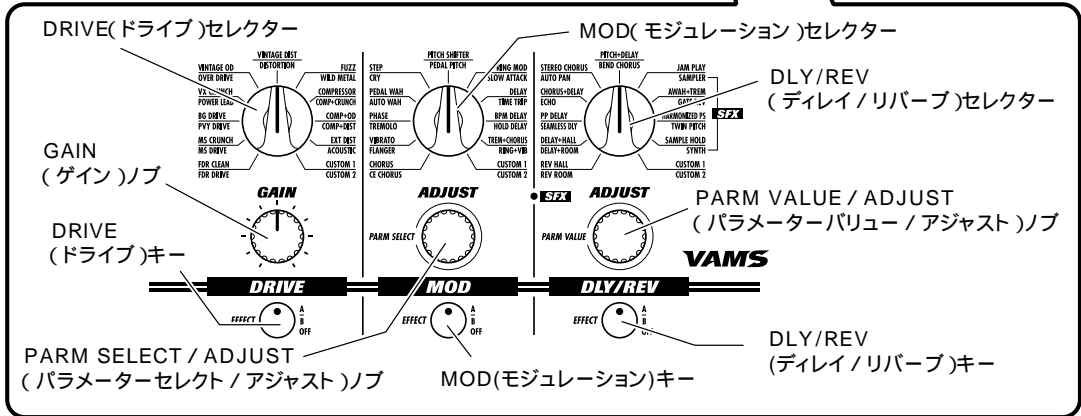 DRIVE(ドライブ)セレクター
MOD(モジュレーション)セレクター
DLY/REV
(ディレイ/リバーブ)セレクター
VINTAGE DIST
DISTORTION
VINTAGE OD
OVER DRIVE
VX CRUNCH
POWER LEAD
BG DRIVE
PVY DRIVE
MS CRUNCH
MS DRIVE
FDR CLEAN
FDR DRIVE
FUZZ
WILD METAL
COMPRESSOR
COMP+CRUNCH
COMP+OD
COMP+DIST
EXT DIST
ACOUSTIC
CUSTOM 1
CUSTOM 2
PITCH SHIFTER
PEDAL PITCH
STEP
CRY
PEDAL WAH
AUTO WAH
PHASE
TREMOLO
VIBRATO
FLANGER
CHORUS
CE CHORUS
RING MOD
SLOW ATTACK
DELAY
TIME TRIP
BPM DELAY
HOLD DELAY
TREM+CHORUS
RING+VIB
CUSTOM 1
CUSTOM 2
PITCH+DELAY
BEND CHORUS
STEREO CHORUS
AUTO PAN
CHORUS+DELAY
ECHO
PP DELAY
SEAMLESS DLY
DELAY+HALL
DELAY+ROOM
REV HALL
REV ROOM
JAM PLAY
SAMPLER
AWAH+TREM
GATE REV
HARMONIZED PS
TWIN PITCH
SAMPLE HOLD
SYNTH
CUSTOM 1
CUSTOM 2
SFX
GAIN
(ゲイン)ノブ
GAIN
ADJUST
PARM SELECT
SFX
ADJUST
PARM VALUE
PARM VALUE / ADJUST
(パラメーターバリュー/アジャスト)ノブ
DRIVE
(ドライブ)キー
VAMS
DRIVE
MOD
DLY/REV
EFFECT
A
B
OFF
EFFECT
A
B
OFF
EFFECT
A
B
OFF
PARM SELECT / ADJUST
(パラメーターセレクト/アジャスト)ノブ
MOD(モジュレーション)キー
DLY/REV
(ディレイ/リバーブ)キー